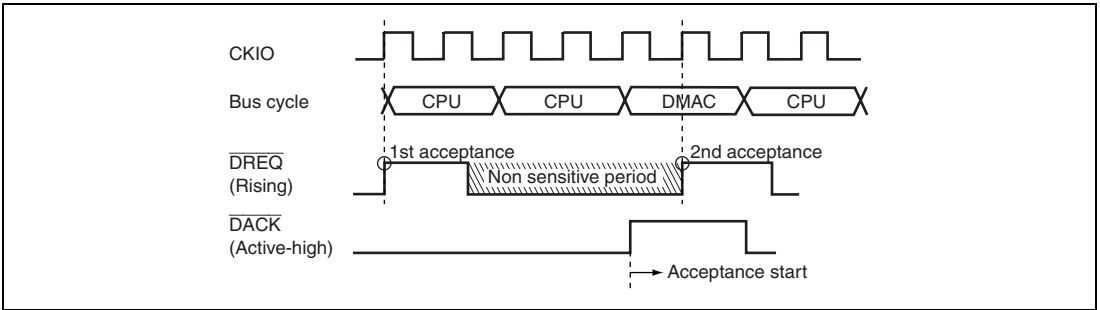 CKIO
Bus cycle
CPU CPU DMAC CPU
DREQ
(Rising)
1st acceptance
Non sensitive period
2nd acceptance
DACK
(Active-high)
Acceptance start